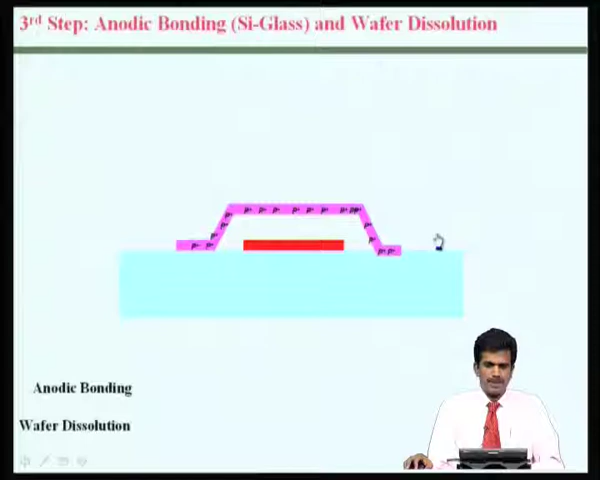 3rd Step: Anodic Bonding (Si-Glass) and Wafer Dissolution
Anodic Bonding
Wafer Dissolution